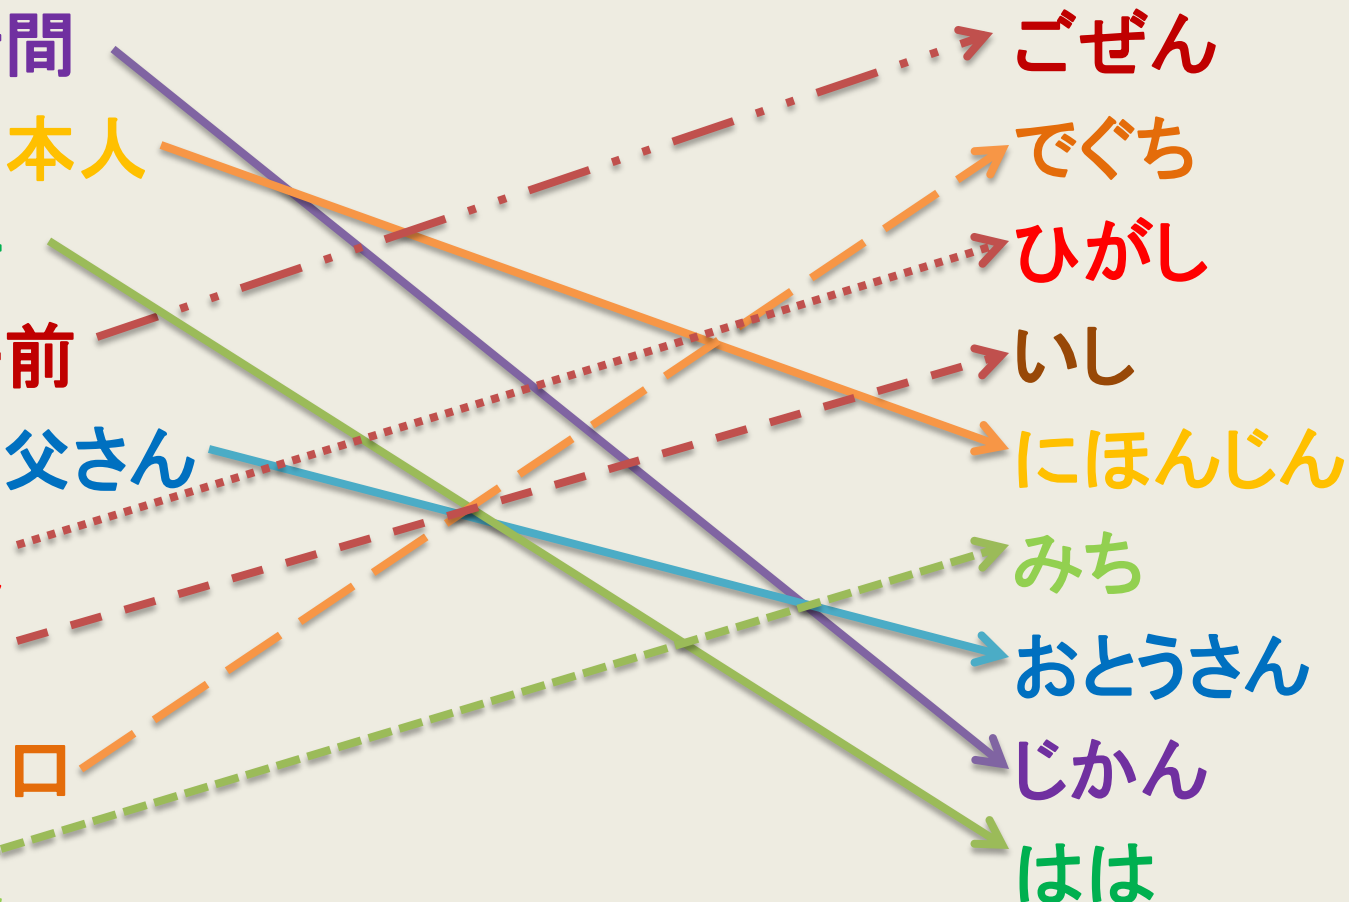 間 ごぜん
本人 でぐち
ひがし
前 いし
父さん にほんじん
みち
おとうさん
口 じかん
はは